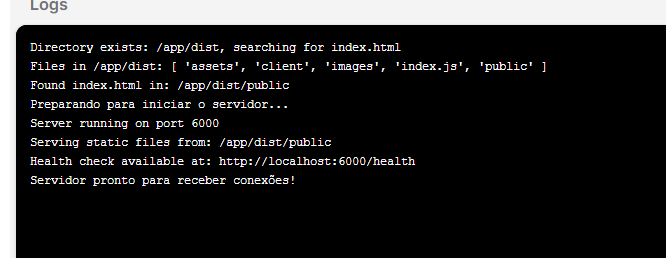 Logs
Directory exists: /app/dist, searching for index.html
Files in /app/dist: [ 'assets', 'client', 'images', 'index.js', 'public' ]
Found index.html in: /app/dist/public
Preparando para iniciar o servidor...
Server running on port 6000
Serving static files from: /app/dist/public
Health check available at: http://localhost:6000/health
Servidor pronto para receber conexões!